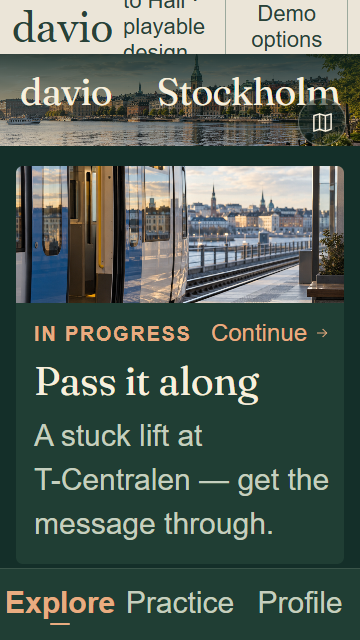 davio
to Hall ·
playable
design
Demo
options
davio Stockholm
IN PROGRESS Continue →
Pass it along
A stuck lift at
T-Centralen — get the
message through.
Explore Practice Profile